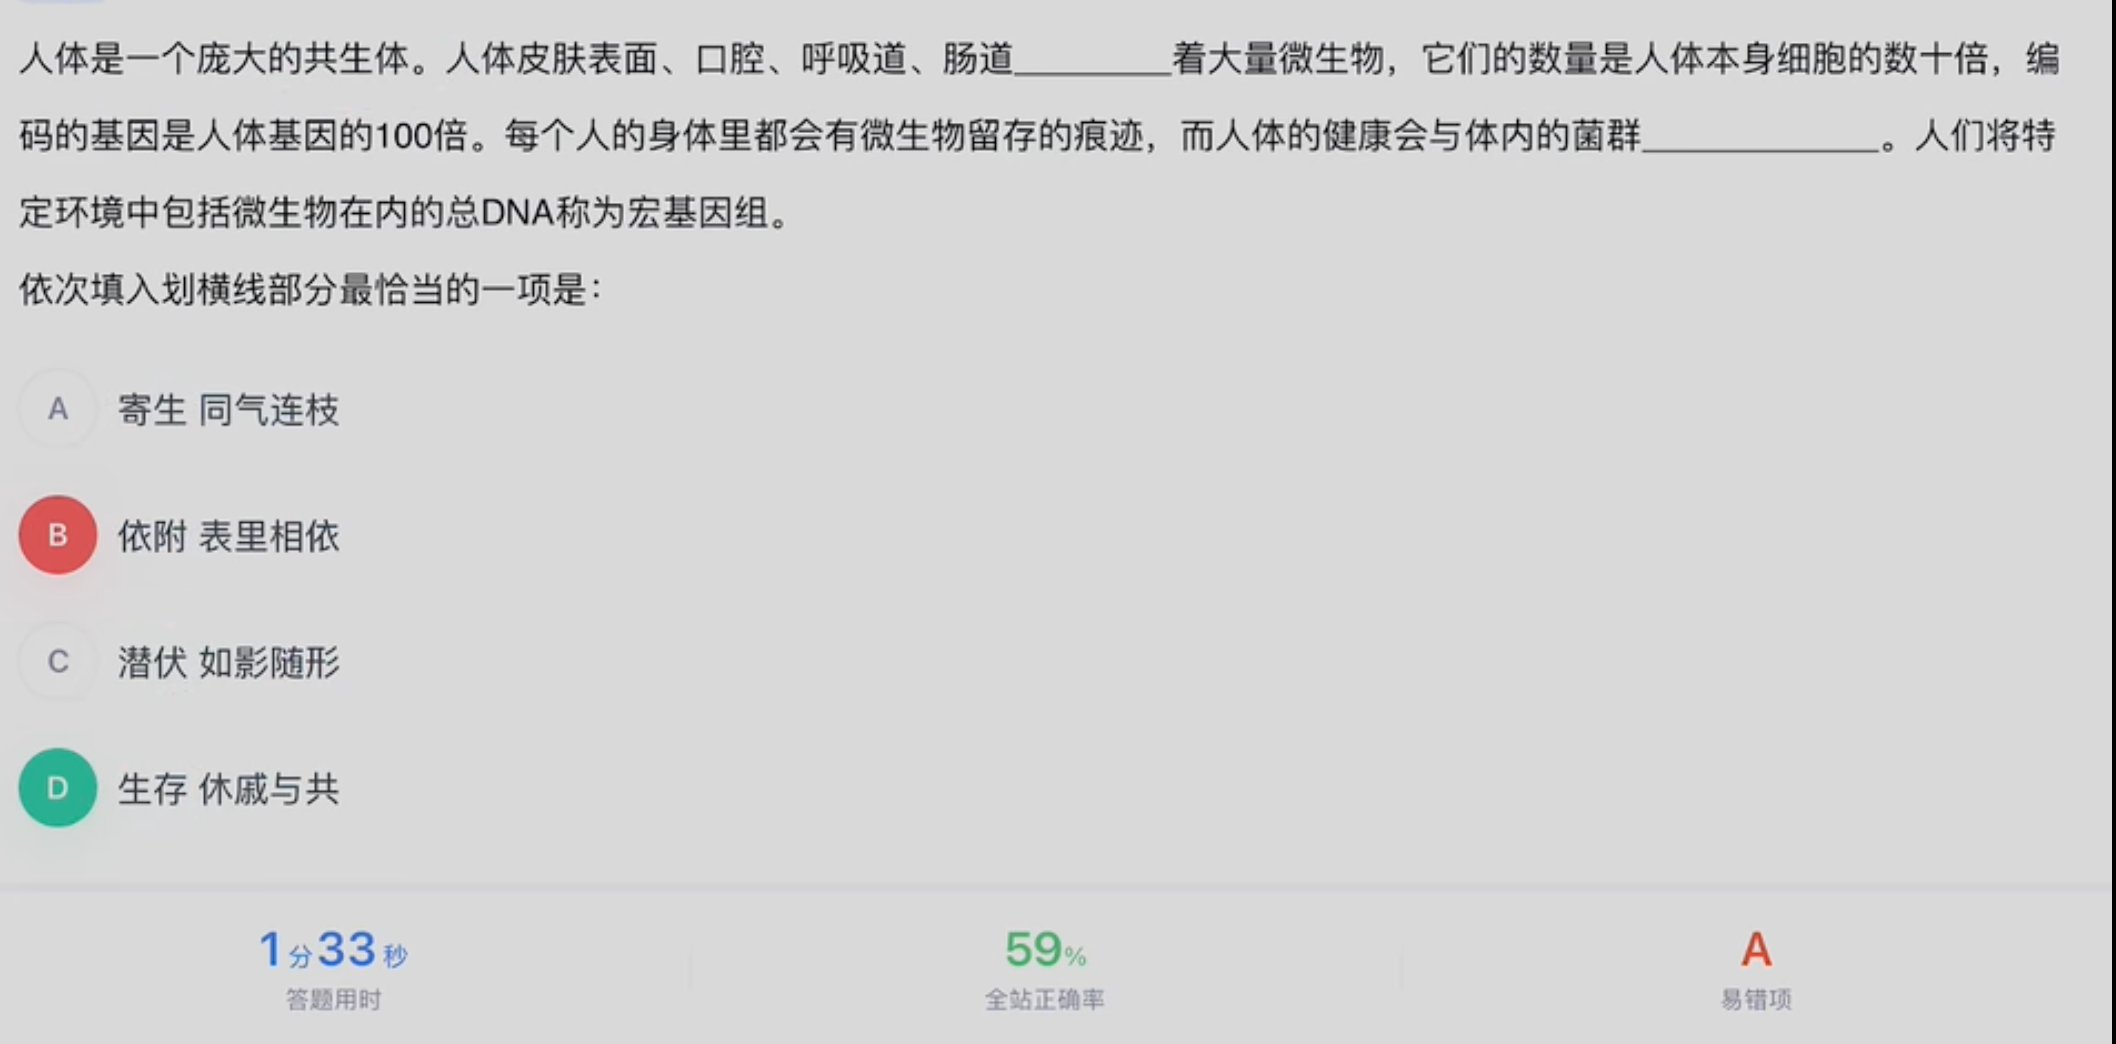 人体是一个庞大的共生体。人体皮肤表面、口腔、呼吸道、肠道________着大量微生物，它们的数量是人体本身细胞的数十倍，编
码的基因是人体基因的100倍。每个人的身体里都会有微生物留存的痕迹，而人体的健康会与体内的菌群____________。人们将特
定环境中包括微生物在内的总DNA称为宏基因组。
依次填入划横线部分最恰当的一项是：
A 寄生 同气连枝
B 依附 表里相依
C 潜伏 如影随形
D 生存 休戚与共
1分33秒 59% A
答题用时 全站正确率 易错项